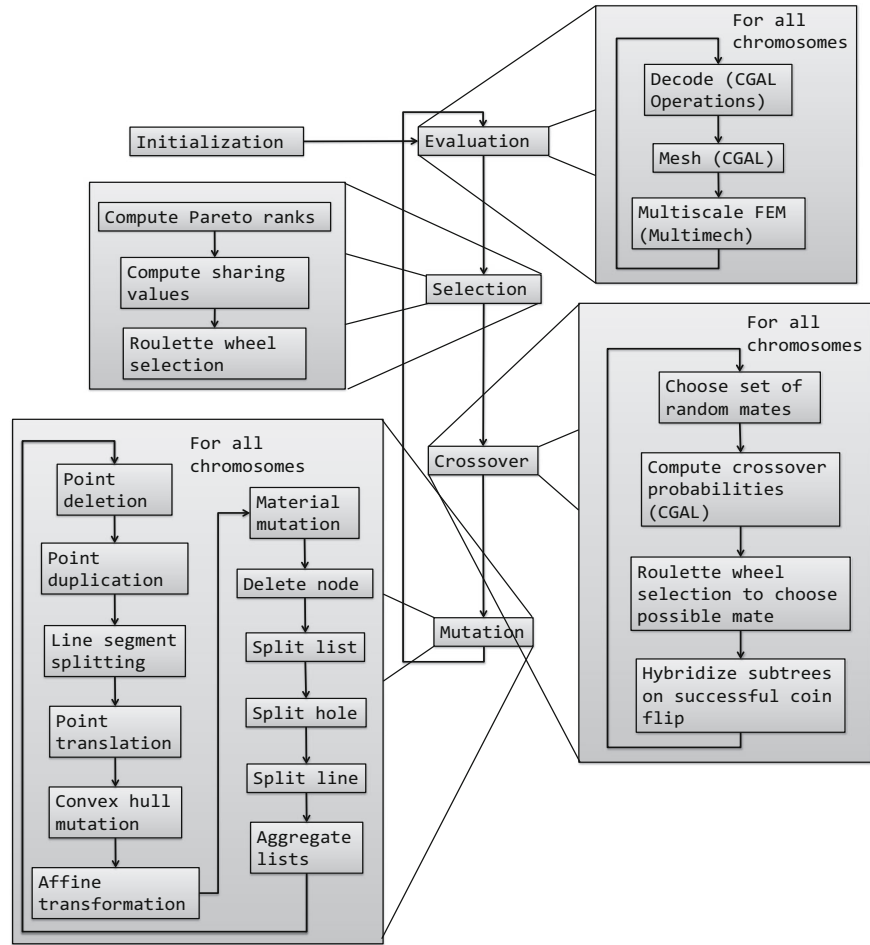 For all
chromosomes
Decode (CGAL
Operations)
Mesh (CGAL)
Multiscale FEM
(Multimech)
Initialization
Evaluation
Compute Pareto ranks
Compute sharing
values
Roulette wheel
selection
Selection
For all
chromosomes
Choose set of
random mates
Compute crossover
probabilities
(CGAL)
Roulette wheel
selection to choose
possible mate
Hybridize subtrees
on successful coin
flip
Crossover
Mutation
For all
chromosomes
Point
deletion
Point
duplication
Line segment
splitting
Point
translation
Convex hull
mutation
Affine
transformation
Material
mutation
Delete node
Split list
Split hole
Split line
Aggregate
lists